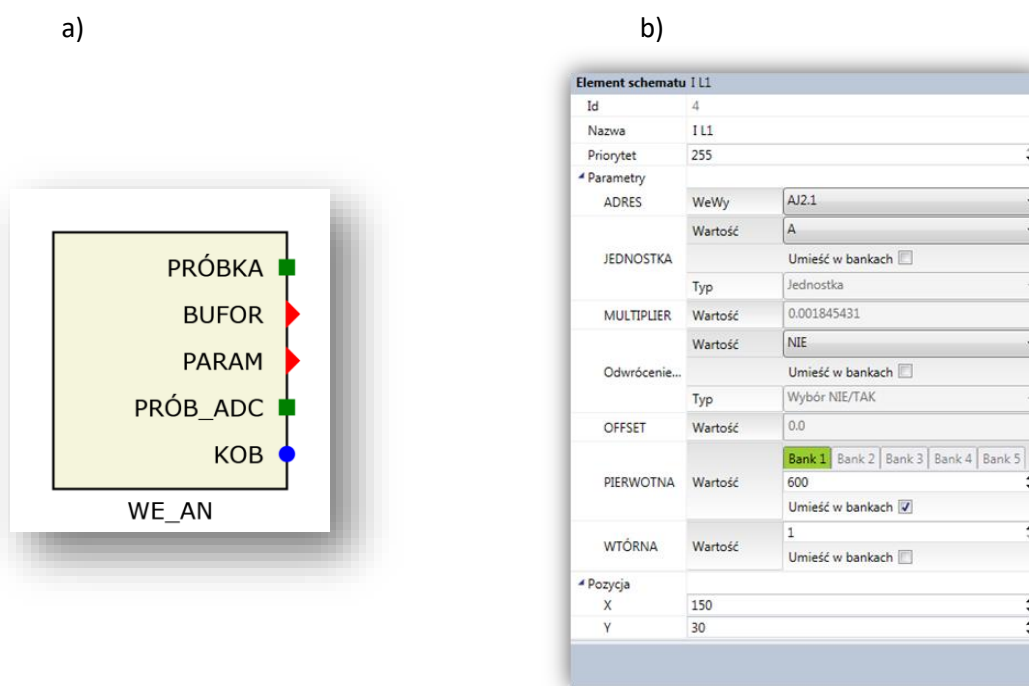 a)
b)
PRÓBKA
BUFOR
PARAM
PRÓB_ADC
KOB
WE_AN
Element schematu I L1
Id 4
Nazwa I L1
Priorytet 255
Parametry
ADRES WeWy AJ2.1
JEDNOSTKA Wartość A
Umieść w bankach
Typ Jednostka
MULTIPLIER Wartość 0.001845431
Odwrócenie... Wartość NIE
Umieść w bankach
Typ Wybór NIE/TAK
OFFSET Wartość 0.0
Bank 1 Bank 2 Bank 3 Bank 4 Bank 5
PIERWOTNA Wartość 600
Umieść w bankach
WTÓRNA Wartość 1
Umieść w bankach
Pozycja
X 150
Y 30